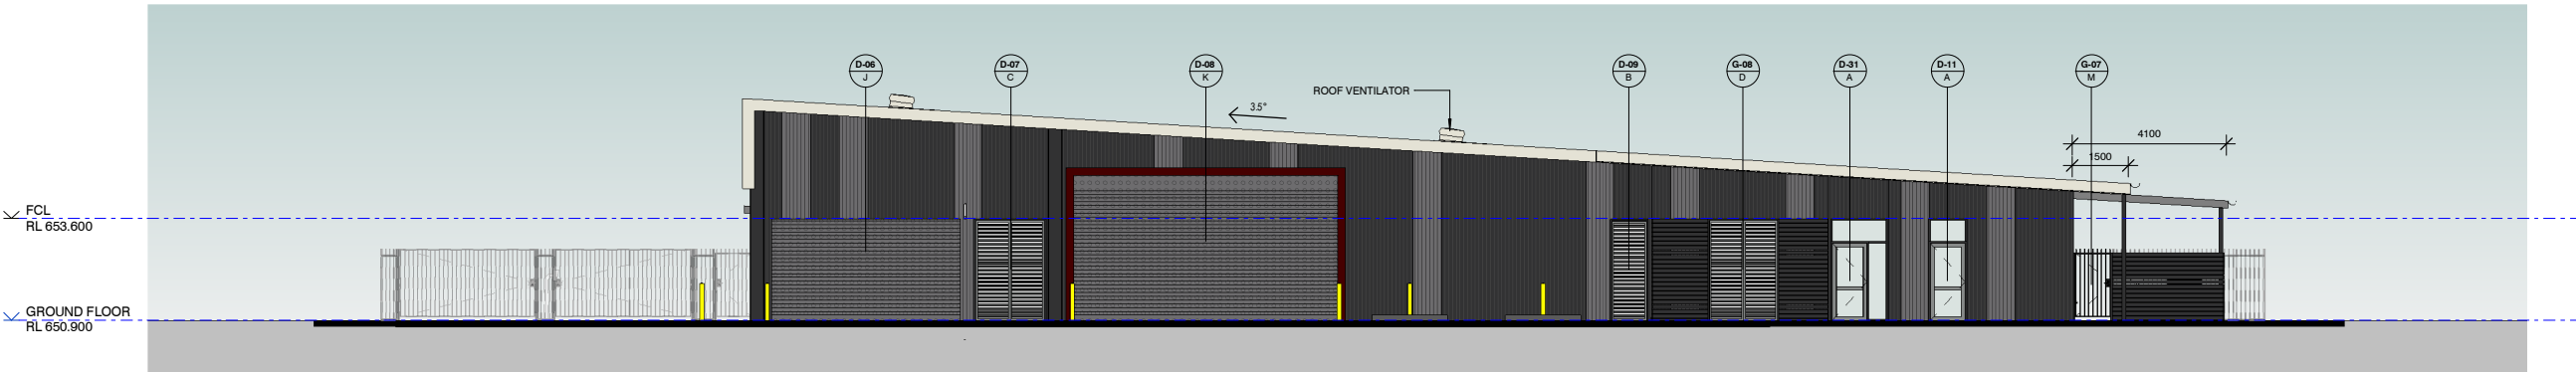 D-06
J
D-07
C
D-08
K
D-09
B
G-08
D
D-31
A
D-11
A
G-07
M
ROOF VENTILATOR
3.5°
4100
1500
FCL
RL 653.600
GROUND FLOOR
RL 650.900